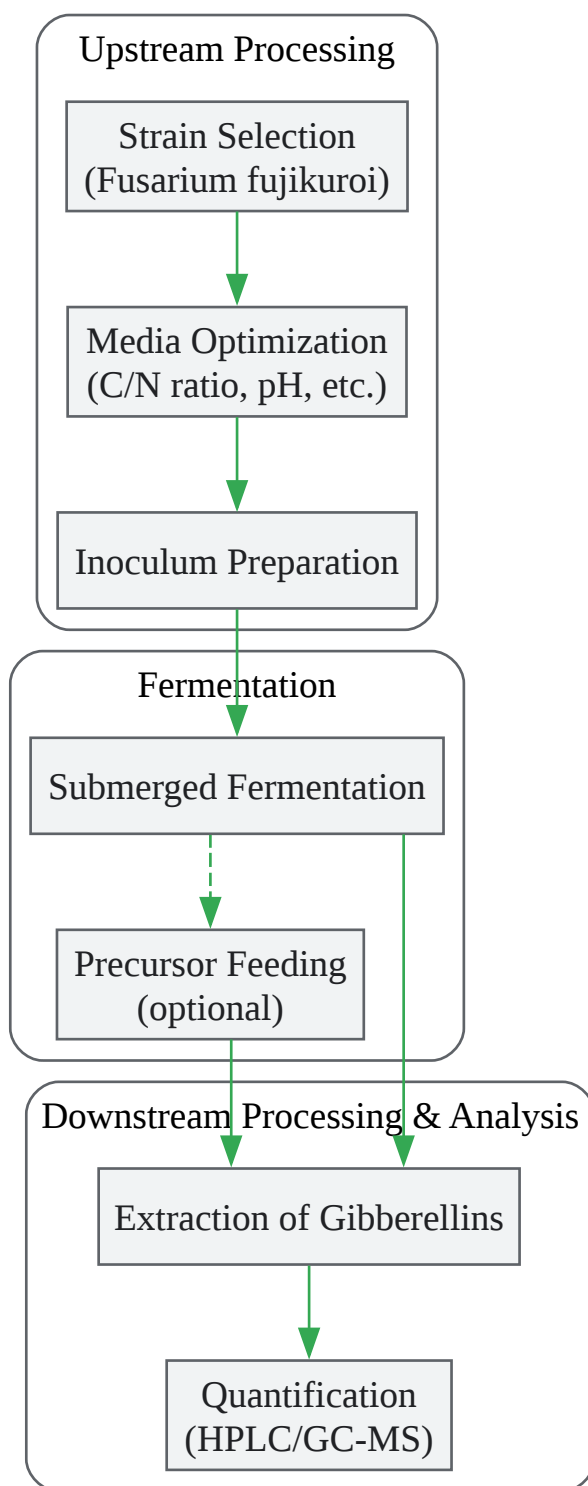 Upstream Processing
Strain Selection
(Fusarium fujikuroi)
Media Optimization
(C/N ratio, pH, etc.)
Inoculum Preparation
Fermentation
Submerged Fermentation
Precursor Feeding
(optional)
Downstream Processing & Analysis
Extraction of Gibberellins
Quantification
(HPLC/GC-MS)